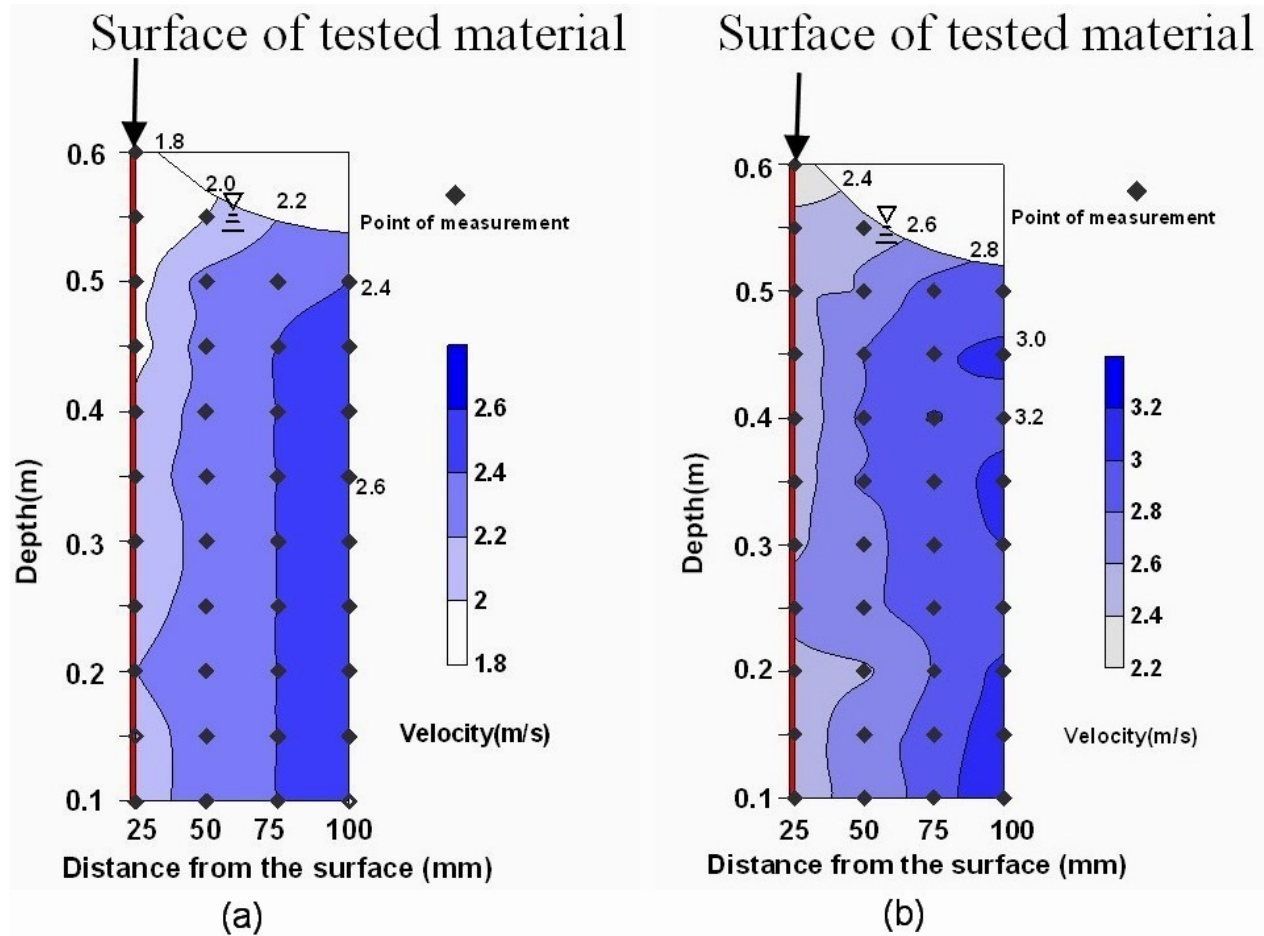 Surface of tested material
1.8
0.6
2.0
2.2
Point of measurement
0.5
2.4
0.4
2.6
0.3
0.2
0.1
Depth(m)
2.6
2.4
2.2
2
1.8
Velocity(m/s)
25 50 75 100
Distance from the surface (mm)
(a)
Surface of tested material
0.6
2.4
2.6
2.8
Point of measurement
0.5
3.0
0.4
3.2
0.3
0.2
0.1
Depth(m)
3.2
3
2.8
2.6
2.4
2.2
Velocity(m/s)
25 50 75 100
Distance from the surface (mm)
(b)